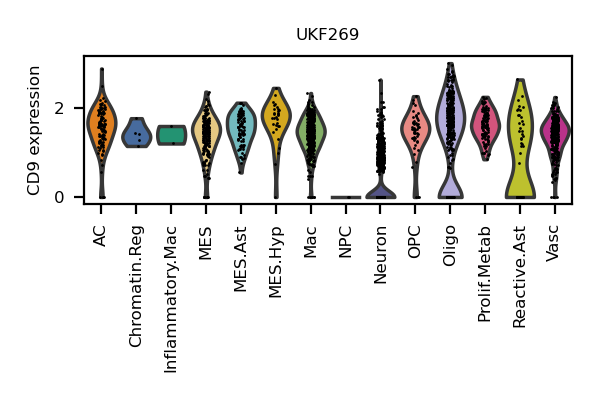 UKF269
CD9 expression
2
0
AC
Chromatin.Reg
Inflammatory.Mac
MES
MES.Ast
MES.Hyp
Mac
NPC
Neuron
OPC
Oligo
Prolif.Metab
Reactive.Ast
Vasc